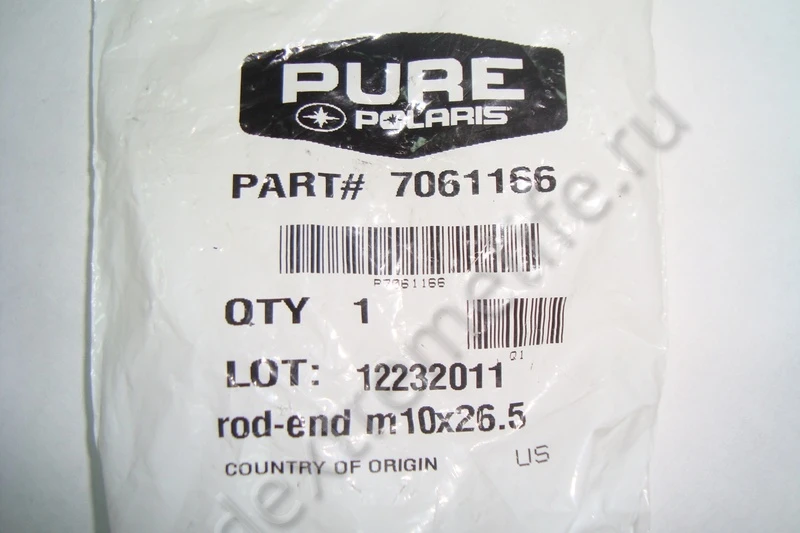 PURE
POLARIS
PART# 7061166
P7061166
QTY 1
Q1
LOT: 12232011
rod-end m10x26.5
COUNTRY OF ORIGIN US